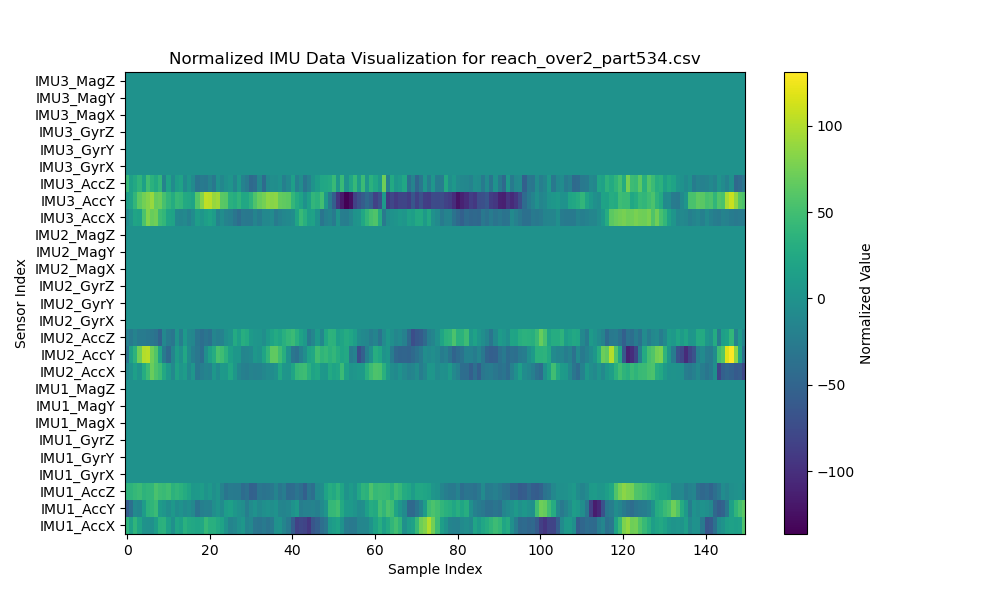 Normalized IMU Data Visualization for reach_over2_part534.csv
IMU3_MagZ
IMU3_MagY
IMU3_MagX
IMU3_GyrZ
IMU3_GyrY
IMU3_GyrX
IMU3_AccZ
IMU3_AccY
IMU3_AccX
IMU2_MagZ
IMU2_MagY
IMU2_MagX
IMU2_GyrZ
IMU2_GyrY
IMU2_GyrX
IMU2_AccZ
IMU2_AccY
IMU2_AccX
IMU1_MagZ
IMU1_MagY
IMU1_MagX
IMU1_GyrZ
IMU1_GyrY
IMU1_GyrX
IMU1_AccZ
IMU1_AccY
IMU1_AccX
Sensor Index
0 20 40 60 80 100 120 140
Sample Index
100
50
0
−50
−100
Normalized Value